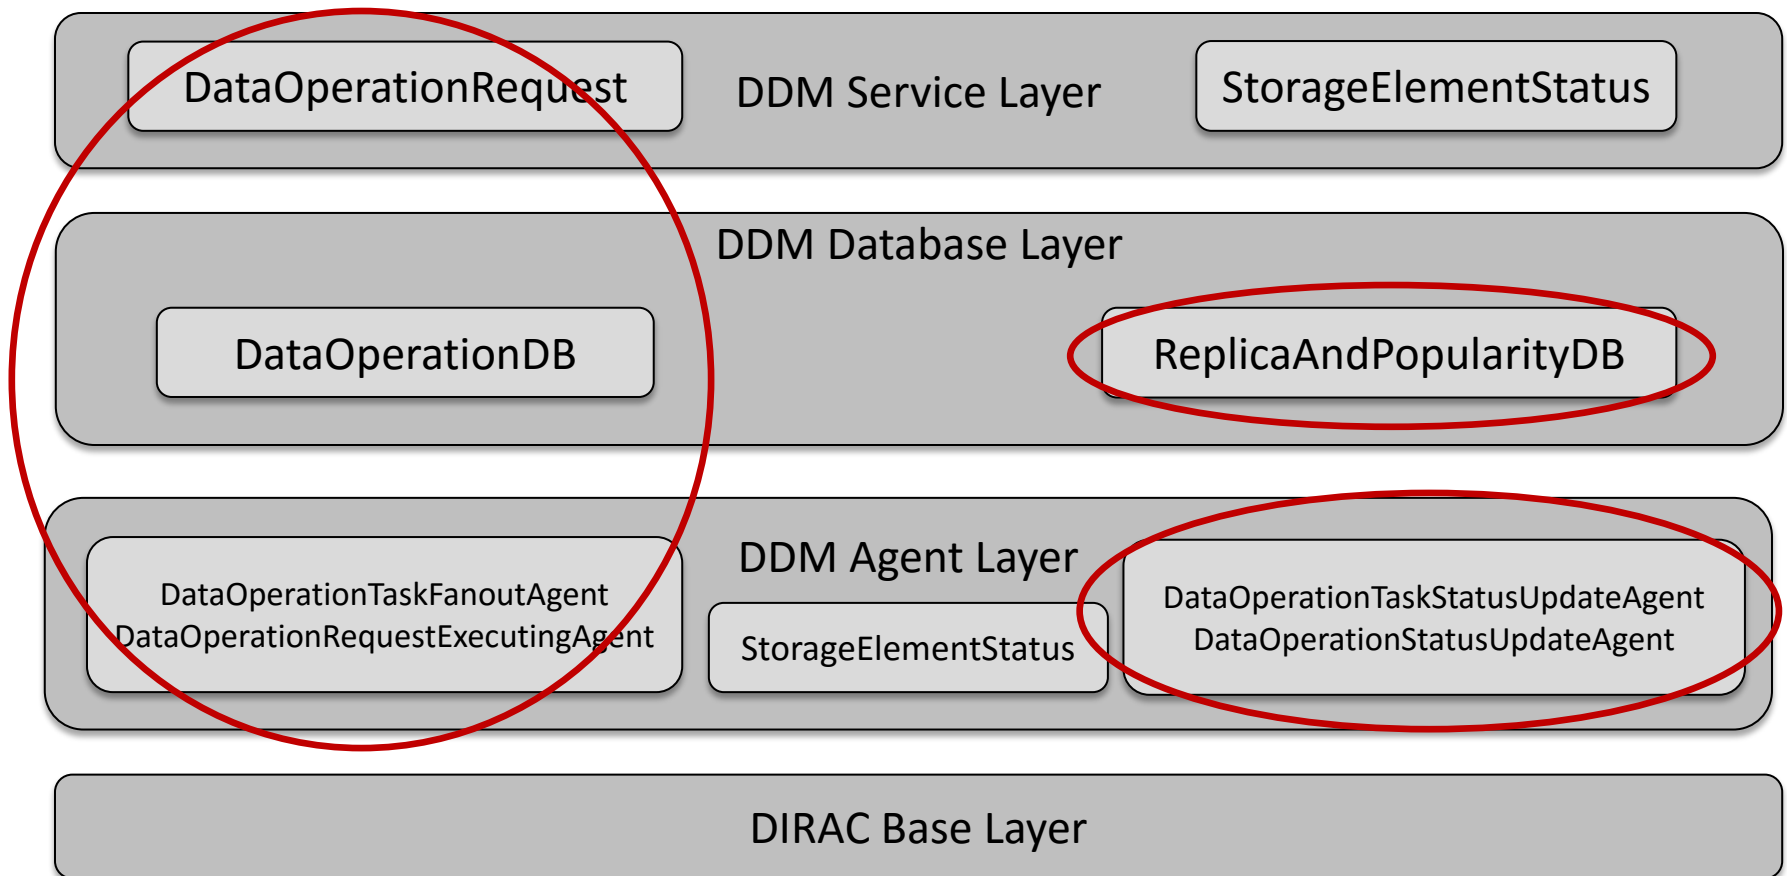 DataOperationRequest
DDM Service Layer
StorageElementStatus
DDM Database Layer
DataOperationDB
ReplicaAndPopularityDB
DDM Agent Layer
DataOperationTaskFanoutAgent
DataOperationRequestExecutingAgent
StorageElementStatus
DataOperationTaskStatusUpdateAgent
DataOperationStatusUpdateAgent
DIRAC Base Layer